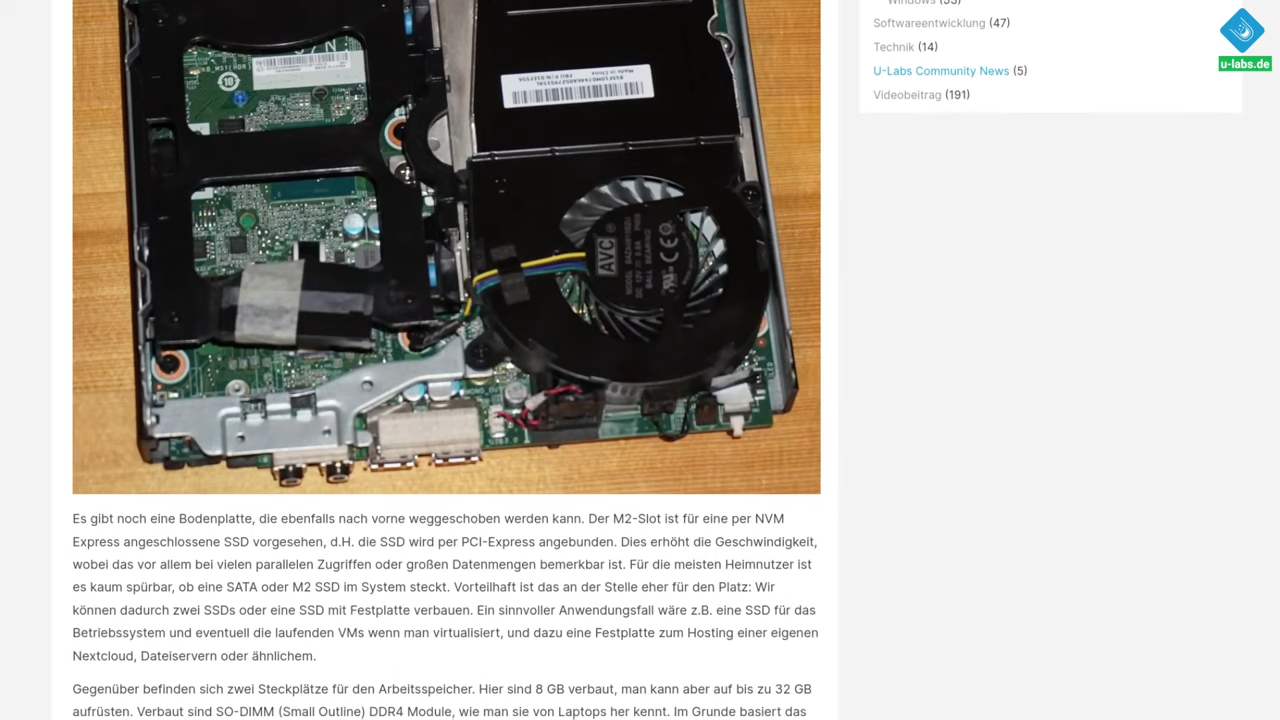 Windows (53)
Softwareentwicklung (47)
Technik (14)
U-Labs Community News (5)
Videobeitrag (191)
u-labs.de
Made in China
AVC
BALL BEARING
Es gibt noch eine Bodenplatte, die ebenfalls nach vorne weggeschoben werden kann. Der M2-Slot ist für eine per NVM
Express angeschlossene SSD vorgesehen, d.H. die SSD wird per PCI-Express angebunden. Dies erhöht die Geschwindigkeit,
wobei das vor allem bei vielen parallelen Zugriffen oder großen Datenmengen bemerkbar ist. Für die meisten Heimnutzer ist
es kaum spürbar, ob eine SATA oder M2 SSD im System steckt. Vorteilhaft ist das an der Stelle eher für den Platz: Wir
können dadurch zwei SSDs oder eine SSD mit Festplatte verbauen. Ein sinnvoller Anwendungsfall wäre z.B. eine SSD für das
Betriebssystem und eventuell die laufenden VMs wenn man virtualisiert, und dazu eine Festplatte zum Hosting einer eigenen
Nextcloud, Dateiservern oder ähnlichem.
Gegenüber befinden sich zwei Steckplätze für den Arbeitsspeicher. Hier sind 8 GB verbaut, man kann aber auf bis zu 32 GB
aufrüsten. Verbaut sind SO-DIMM (Small Outline) DDR4 Module, wie man sie von Laptops her kennt. Im Grunde basiert das